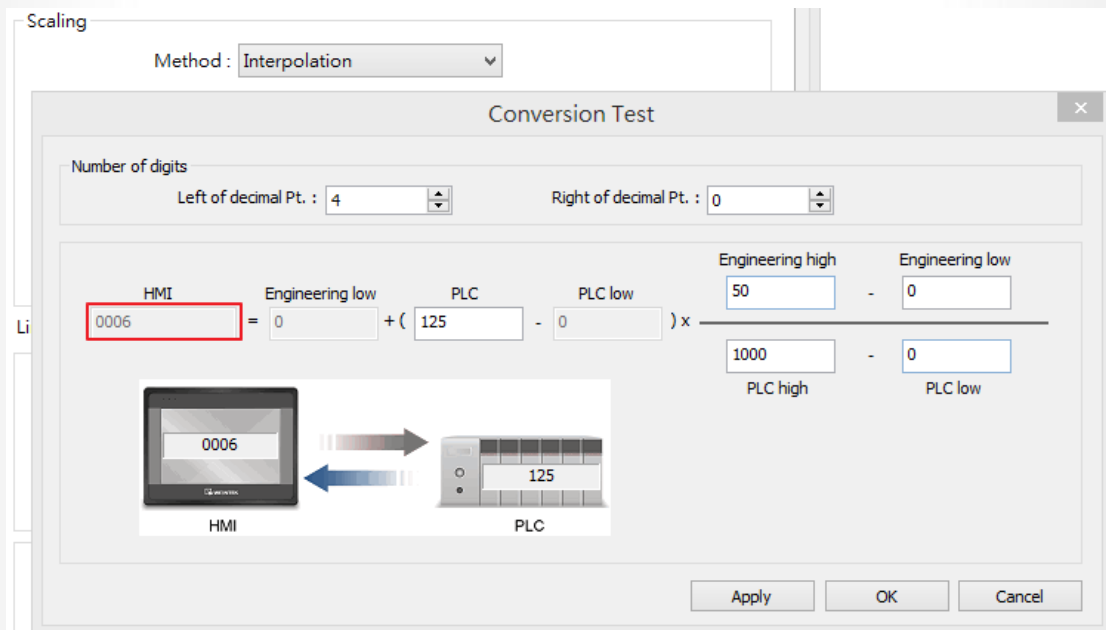 Scaling
Method : Interpolation
Conversion Test
Number of digits
Left of decimal Pt. : 4 Right of decimal Pt. : 0
Engineering high Engineering low
HMI Engineering low PLC PLC low 50 - 0
0006 = 0 + ( 125 - 0 ) x
1000 - 0
PLC high PLC low
Li
0006
125
WEINTEK
HMI PLC
Apply OK Cancel